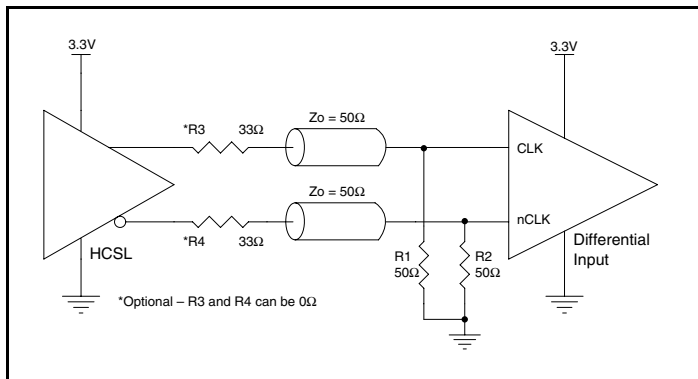 3.3V
3.3V
*R3 33Ω
Zo = 50Ω
CLK
Zo = 50Ω
nCLK
*R4 33Ω
HCSL
R1
50Ω
R2
50Ω
Differential
Input
*Optional – R3 and R4 can be 0Ω